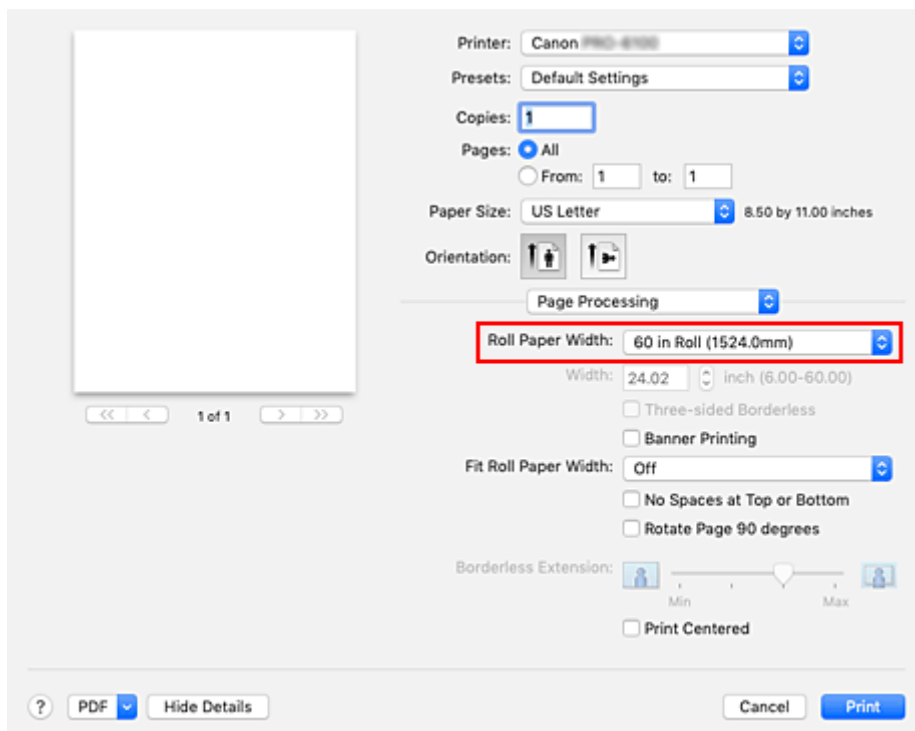 Printer: Canon
Presets: Default Settings
Copies: 1
Pages: All
From: 1 to: 1
Paper Size: US Letter 8.50 by 11.00 inches
Orientation:
Page Processing
Roll Paper Width: 60 in Roll (1524.0mm)
Width: 24.02 inch (6.00-60.00)
Three-sided Borderless
1 of 1
Banner Printing
Fit Roll Paper Width: Off
No Spaces at Top or Bottom
Rotate Page 90 degrees
Borderless Extension:
Min Max
Print Centered
? PDF Hide Details Cancel Print